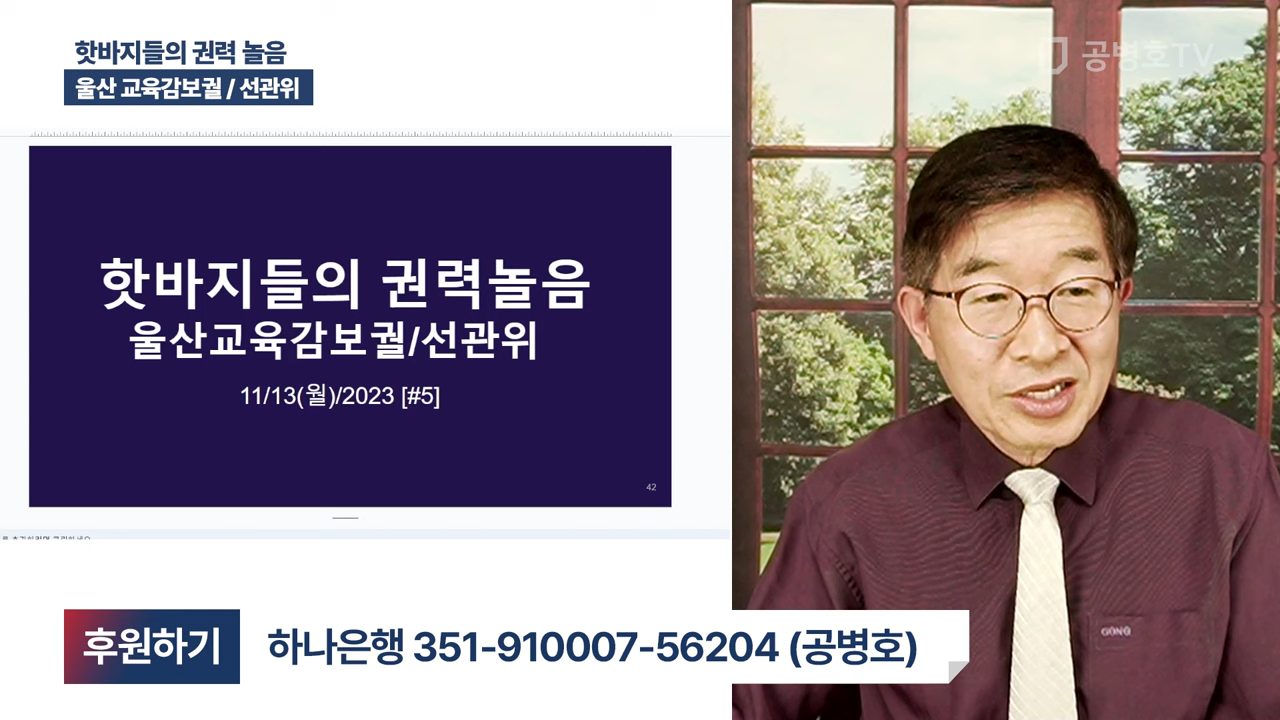 핫바지들의 권력 놀음
울산 교육감보궐 / 선관위
공병호TV
핫바지들의 권력놀음
울산교육감보궐/선관위
11/13(월)/2023 [#5]
42
GONG
후원하기
하나은행 351-910007-56204 (공병호)